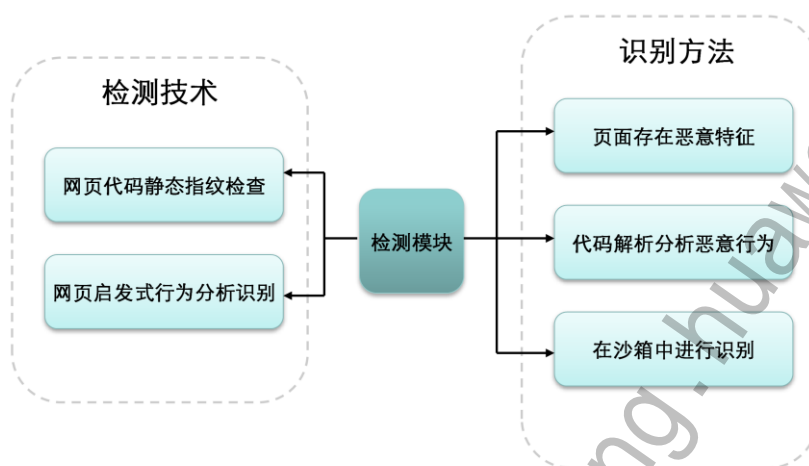 检测技术
网页代码静态指纹检查
网页启发式行为分析识别
检测模块
识别方法
页面存在恶意特征
代码解析分析恶意行为
在沙箱中进行识别
ng.huaw